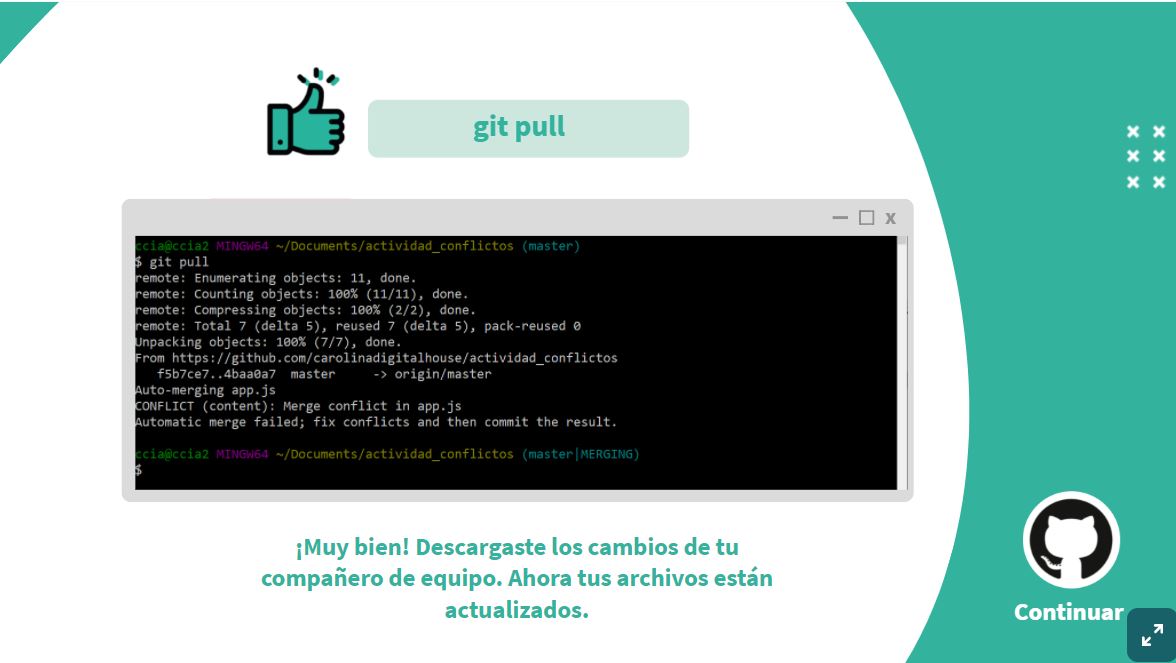 git pull
x
ccia@ccia2 MINGW64 ~/Documents/actividad_conflictos (master)
$ git pull
remote: Enumerating objects: 11, done.
remote: Counting objects: 100% (11/11), done.
remote: Compressing objects: 100% (2/2), done.
remote: Total 7 (delta 5), reused 7 (delta 5), pack-reused 0
Unpacking objects: 100% (7/7), done.
From https://github.com/carolinadigitalhouse/actividad_conflictos
   f5b7ce7..4baa0a7  master     -> origin/master
Auto-merging app.js
CONFLICT (content): Merge conflict in app.js
Automatic merge failed; fix conflicts and then commit the result.
ccia@ccia2 MINGW64 ~/Documents/actividad_conflictos (master|MERGING)
$
¡Muy bien! Descargaste los cambios de tu
compañero de equipo. Ahora tus archivos están
actualizados.
Continuar